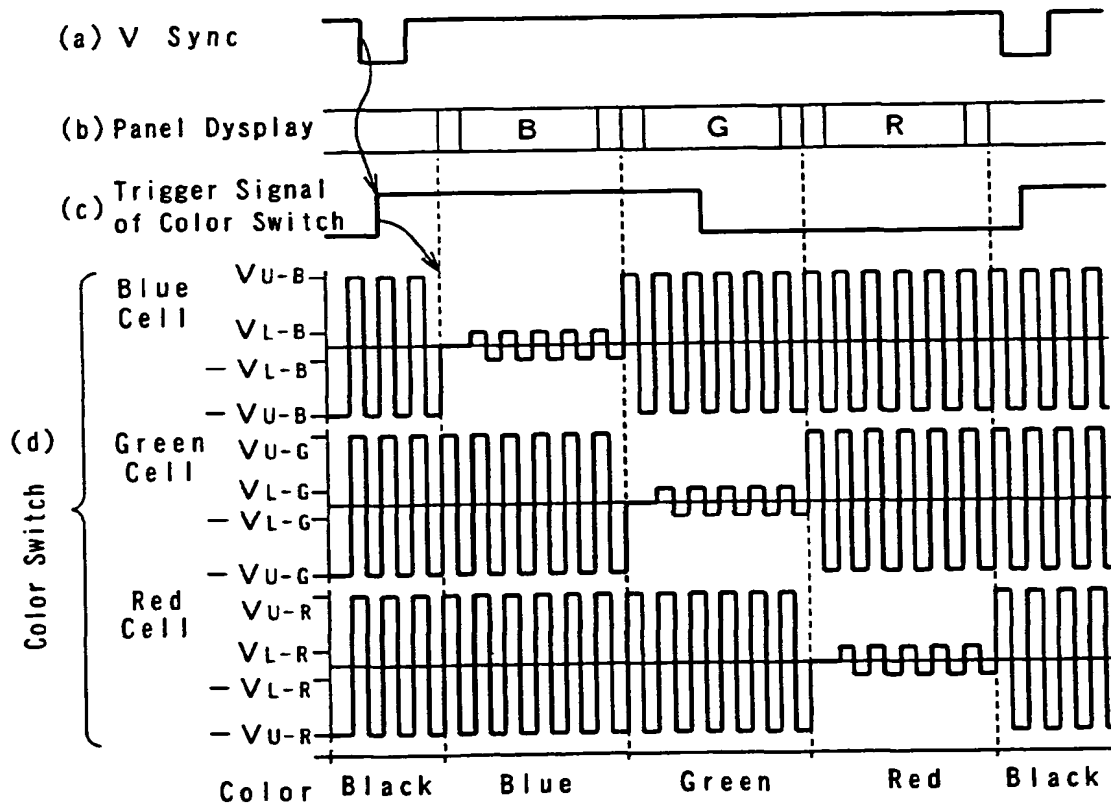 (a) V Sync
(b) Panel Dysplay
B G R
(c) Trigger Signal
of Color Switch
(d) Color Switch
Blue
Cell
VU-B
VL-B
-VL-B
-VU-B
Green
Cell
VU-G
VL-G
-VL-G
-VU-G
Red
Cell
VU-R
VL-R
-VL-R
-VU-R
Color Black Blue Green Red Black